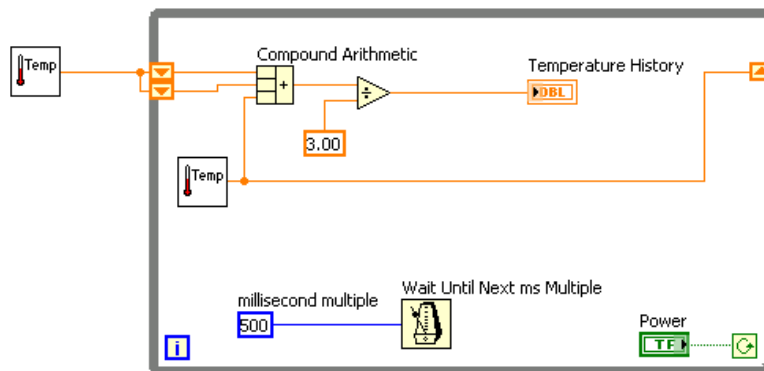 Temp
Compound Arithmetic
Temperature History
+
÷
DBL
3.00
Temp
millisecond multiple
Wait Until Next ms Multiple
500
Power
TF
i